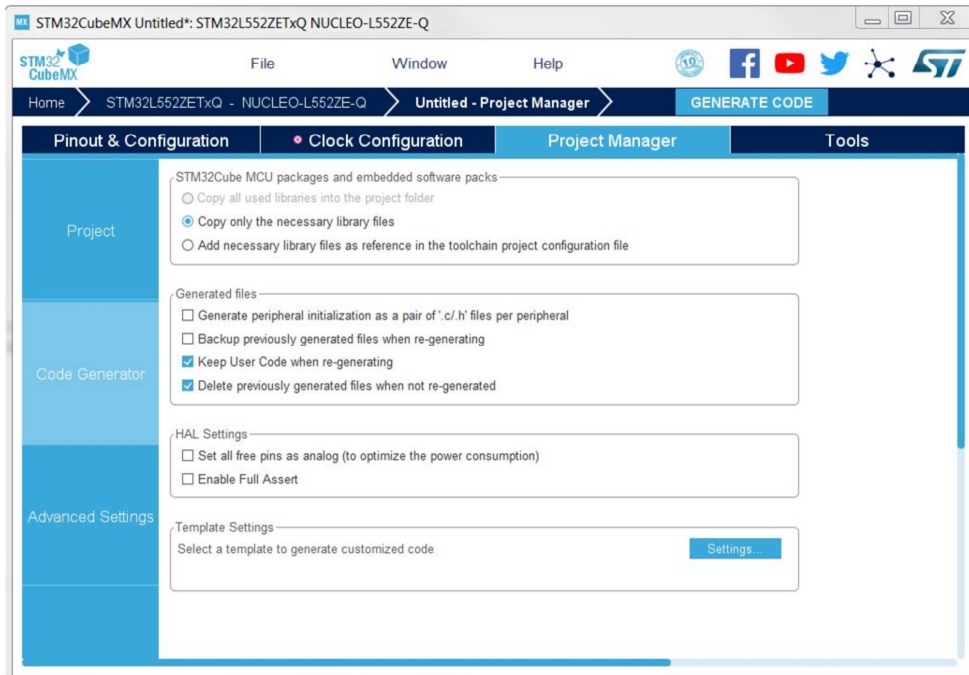 MX STM32CubeMX Untitled*: STM32L552ZETxQ NUCLEO-L552ZE-Q
STM32 CubeMX
File Window Help
10
Home STM32L552ZETxQ - NUCLEO-L552ZE-Q Untitled - Project Manager GENERATE CODE
Pinout & Configuration Clock Configuration Project Manager Tools
Project
Code Generator
Advanced Settings
STM32Cube MCU packages and embedded software packs
Copy all used libraries into the project folder
Copy only the necessary library files
Add necessary library files as reference in the toolchain project configuration file
Generated files
Generate peripheral initialization as a pair of '.c/.h' files per peripheral
Backup previously generated files when re-generating
Keep User Code when re-generating
Delete previously generated files when not re-generated
HAL Settings
Set all free pins as analog (to optimize the power consumption)
Enable Full Assert
Template Settings
Select a template to generate customized code Settings...